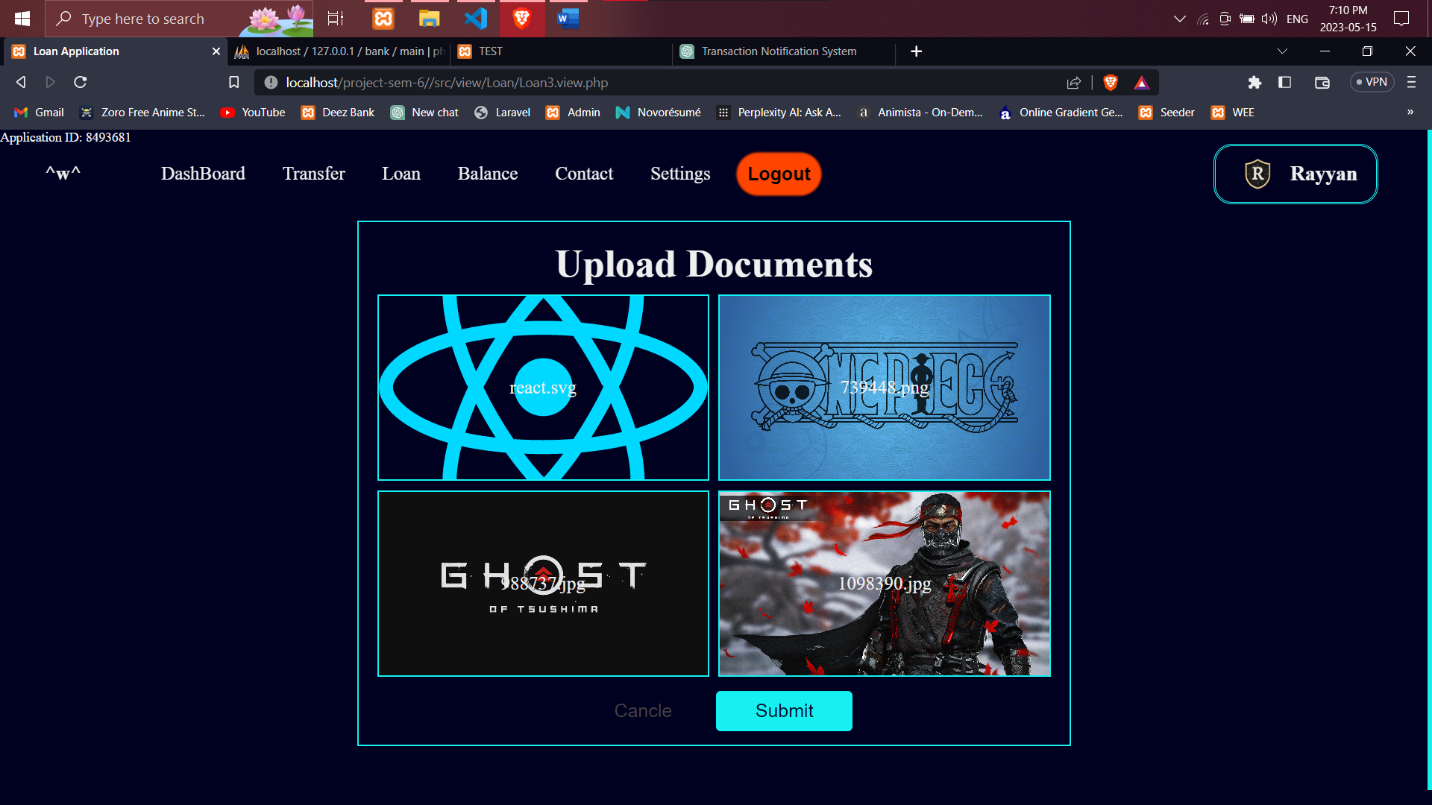 Type here to search
ENG
7:10 PM
2023-05-15
Loan Application
localhost / 127.0.0.1 / bank / main | ph
TEST
Transaction Notification System
localhost/project-sem-6//src/view/Loan/Loan3.view.php
VPN
Gmail
Zoro Free Anime St...
YouTube
Deez Bank
New chat
Laravel
Admin
Novorésumé
Perplexity AI: Ask A...
Animista - On-Dem...
Online Gradient Ge...
Seeder
WEE
»
Application ID: 8493681
^w^
DashBoard
Transfer
Loan
Balance
Contact
Settings
Logout
R
Rayyan
Upload Documents
react.svg
ONE PIECE
739448.png
GHOST
988737.jpg
OF TSUSHIMA
GHOST
OF TSUSHIMA
1098390.jpg
Cancle
Submit